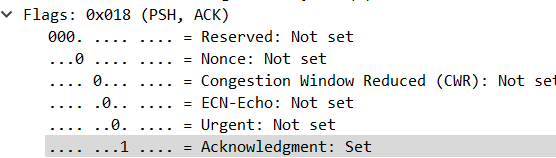 Flags: 0x018 (PSH, ACK)
000. .... .... = Reserved: Not set
...0 .... .... = Nonce: Not set
.... 0... .... = Congestion Window Reduced (CWR): Not set
.... .0.. .... = ECN-Echo: Not set
.... ..0. .... = Urgent: Not set
.... ...1 .... = Acknowledgment: Set